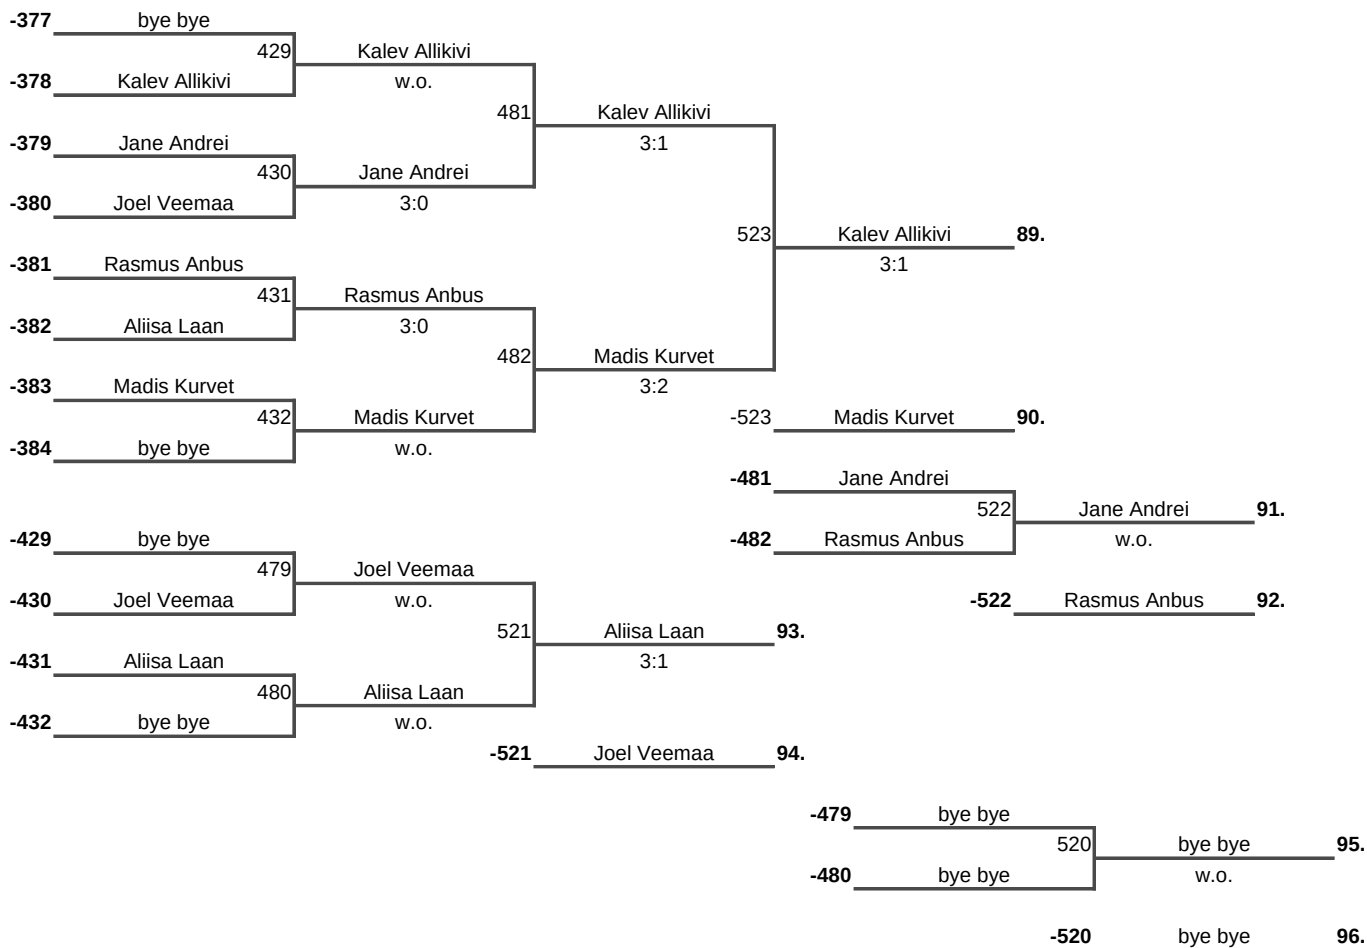 -377 bye bye
429 Kalev Allikivi
-378 Kalev Allikivi w.o.
481 Kalev Allikivi
-379 Jane Andrei 3:1
430 Jane Andrei
-380 Joel Veemaa 3:0
523 Kalev Allikivi 89.
-381 Rasmus Anbus 3:1
431 Rasmus Anbus
-382 Aliisa Laan 3:0
482 Madis Kurvet
-383 Madis Kurvet 3:2
432 Madis Kurvet -523 Madis Kurvet 90.
-384 bye bye w.o.
-481 Jane Andrei
522 Jane Andrei 91.
-429 bye bye -482 Rasmus Anbus w.o.
479 Joel Veemaa
-430 Joel Veemaa w.o. -522 Rasmus Anbus 92.
521 Aliisa Laan 93.
-431 Aliisa Laan 3:1
480 Aliisa Laan
-432 bye bye w.o.
-521 Joel Veemaa 94.
-479 bye bye
520 bye bye 95.
-480 bye bye w.o.
-520 bye bye 96.